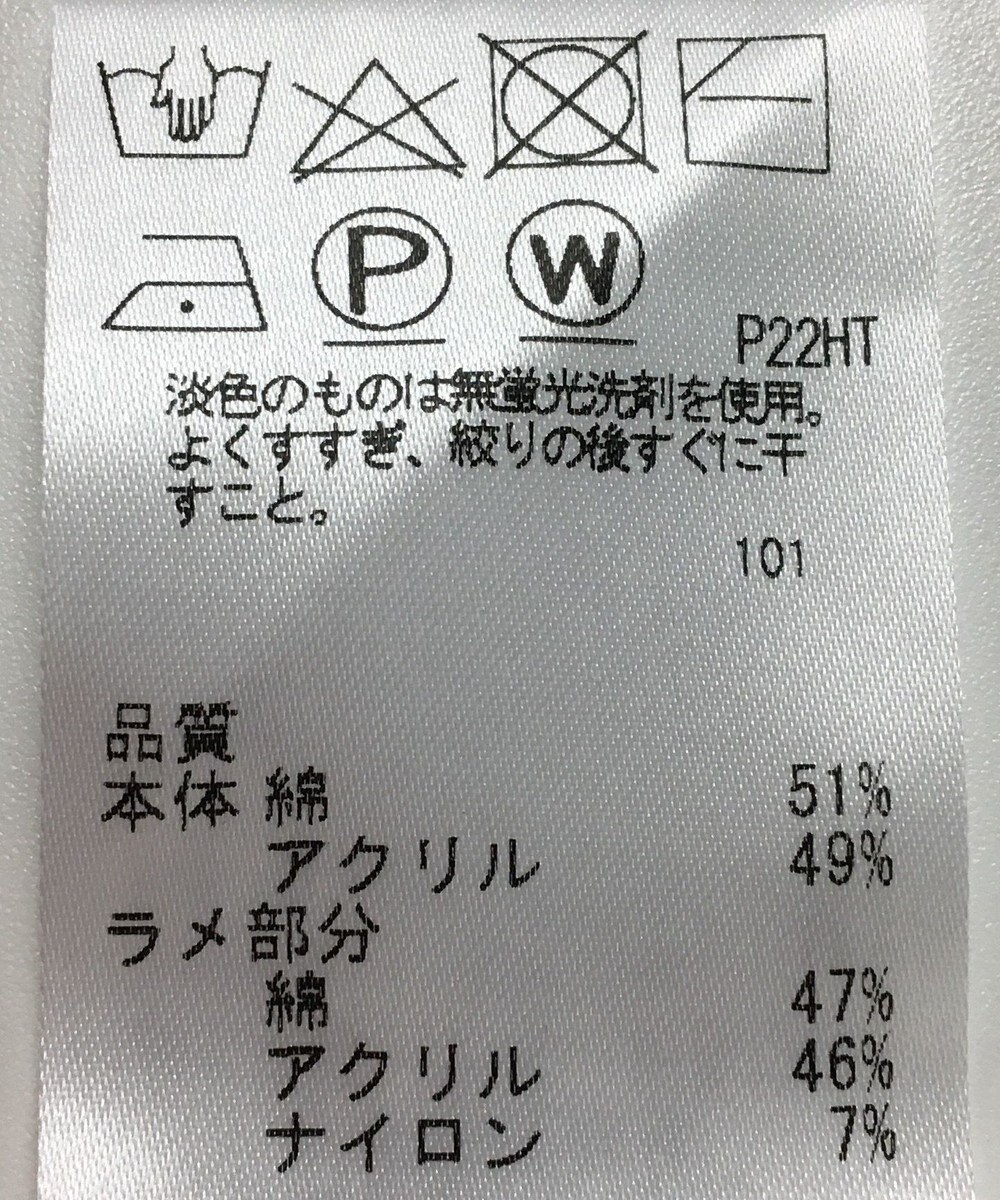 P W
P22HT
淡色のものは無蛍光洗剤を使用。
よくすすぎ、絞りの後すぐに干
すこと。
101
品質
本体 綿 51%
アクリル 49%
ラメ部分
綿 47%
アクリル 46%
ナイロン 7%